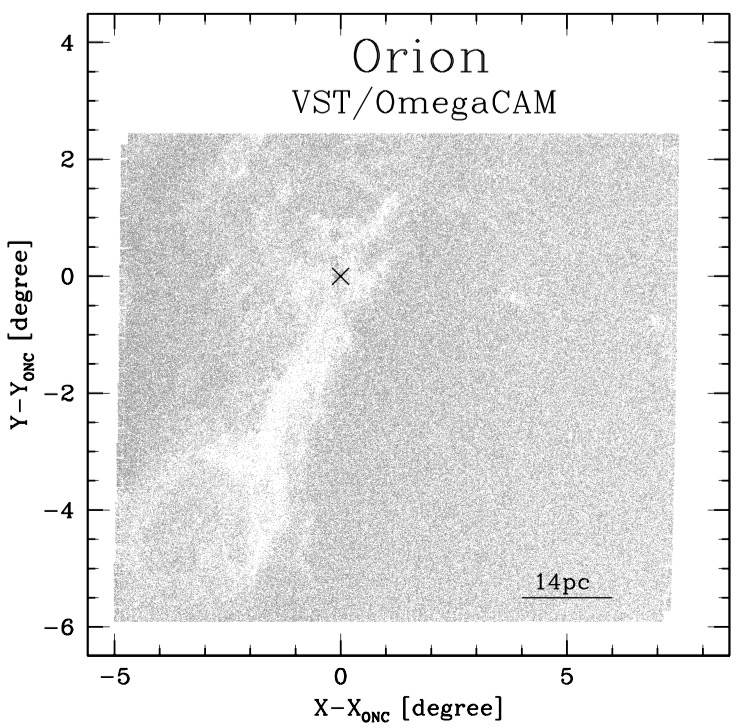 Orion
VST/OmegaCAM
4
2
0
−2
−4
−6
Y−Y_ONC [degree]
14pc
−5
0
5
X−X_ONC [degree]